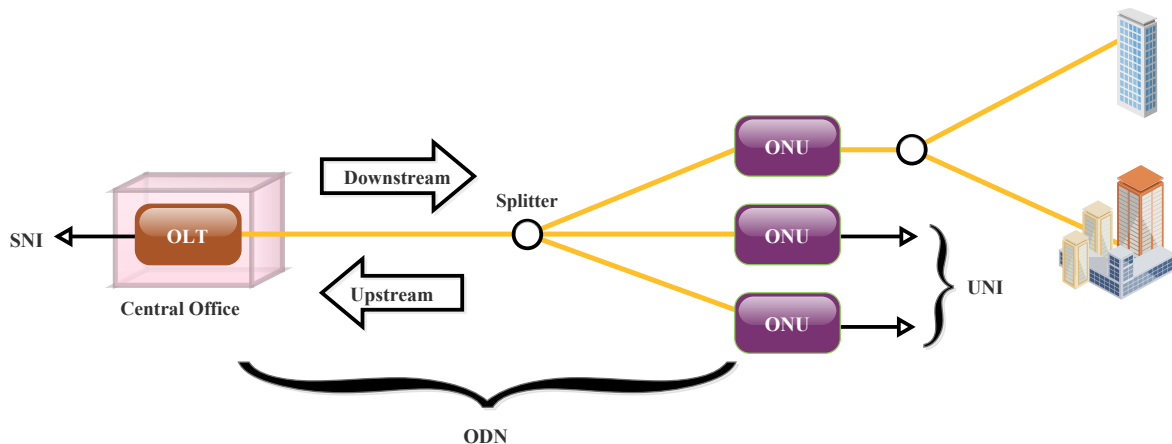 ONU
Downstream
Splitter
SNI
OLT
ONU
UNI
Upstream
Central Office
ONU
ODN